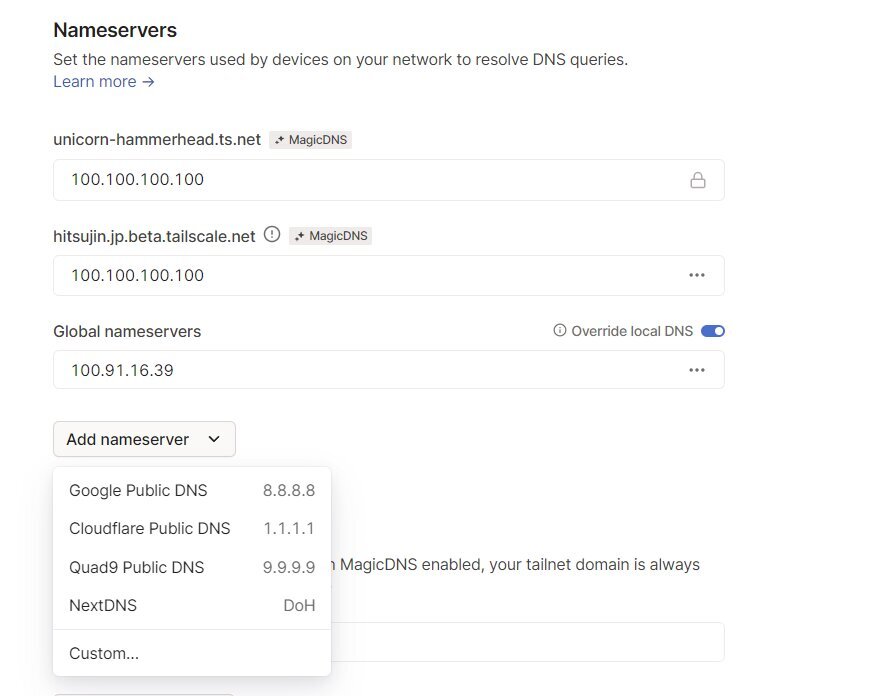 Nameservers
Set the nameservers used by devices on your network to resolve DNS queries.
Learn more →
unicorn-hammerhead.ts.net MagicDNS
100.100.100.100
hitsujin.jp.beta.tailscale.net MagicDNS
100.100.100.100
Global nameservers Override local DNS
100.91.16.39
Add nameserver
Google Public DNS 8.8.8.8
Cloudflare Public DNS 1.1.1.1
Quad9 Public DNS 9.9.9.9
MagicDNS enabled, your tailnet domain is always
NextDNS DoH
Custom...